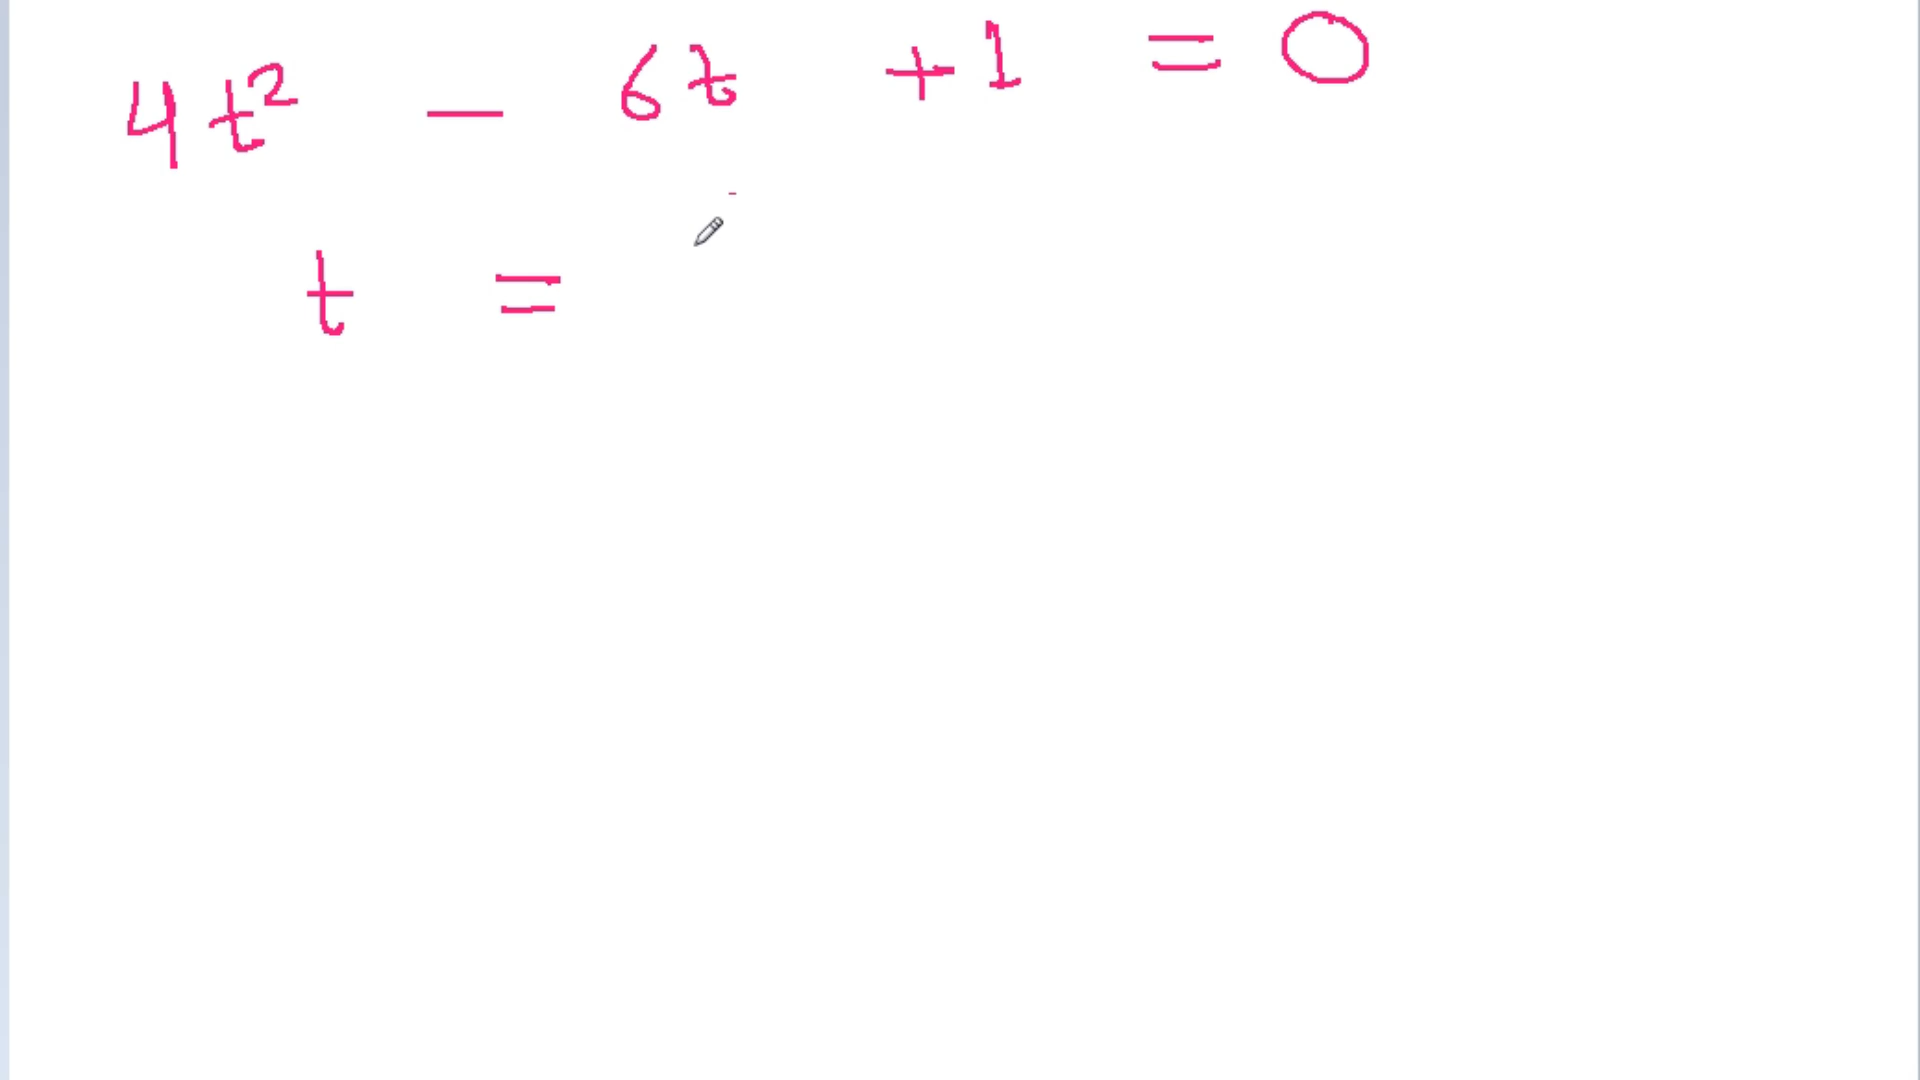 4t² - 6t +1 = 0
t =